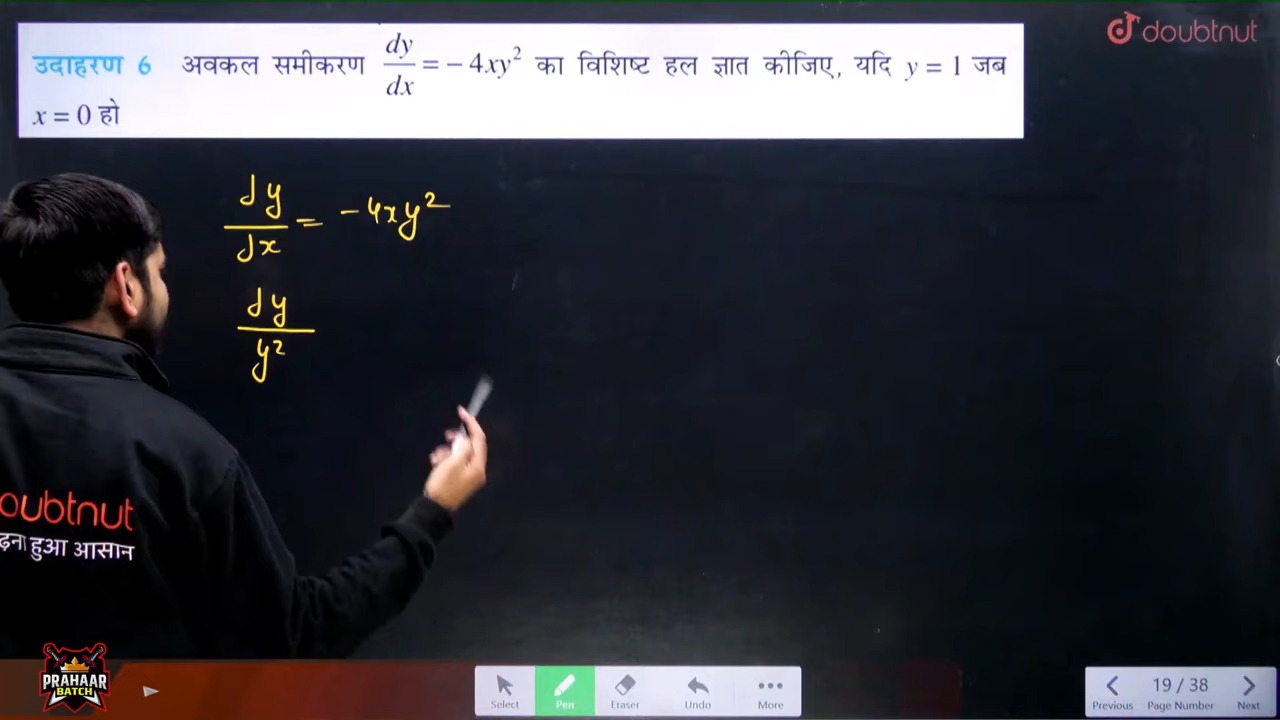 doubtnut
उदाहरण 6 अवकल समीकरण dy/dx = − 4xy² का विशिष्ट हल ज्ञात कीजिए, यदि y = 1 जब
x = 0 हो
dy/dx = -4xy²
dy/y²
oubtnut
ढ़ना हुआ आसान
PRAHAAR
BATCH
Select Pen Eraser Undo More
19 / 38
Previous Page Number Next